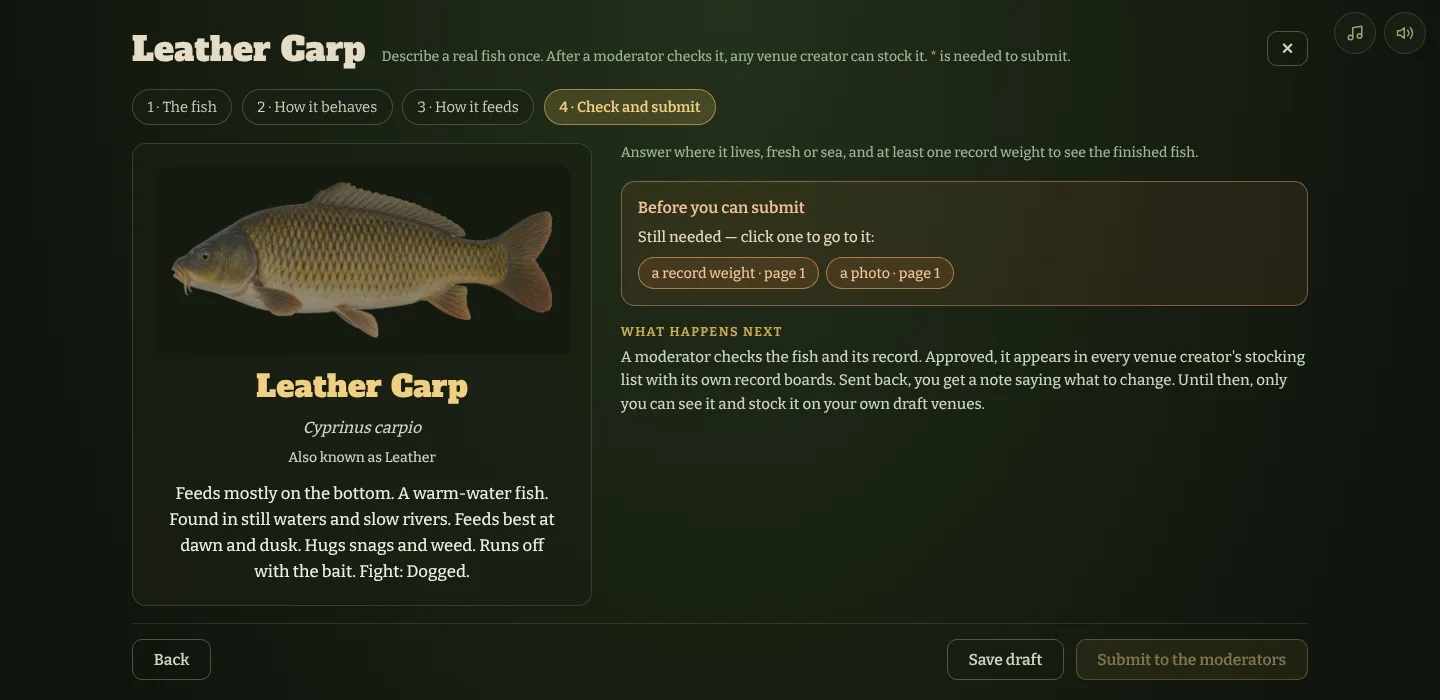 Leather Carp
Describe a real fish once. After a moderator checks it, any venue creator can stock it. * is needed to submit.
×
1 · The fish
2 · How it behaves
3 · How it feeds
4 · Check and submit
Leather Carp
Cyprinus carpio
Also known as Leather
Feeds mostly on the bottom. A warm-water fish.
Found in still waters and slow rivers. Feeds best at
dawn and dusk. Hugs snags and weed. Runs off
with the bait. Fight: Dogged.
Answer where it lives, fresh or sea, and at least one record weight to see the finished fish.
Before you can submit
Still needed — click one to go to it:
a record weight · page 1
a photo · page 1
WHAT HAPPENS NEXT
A moderator checks the fish and its record. Approved, it appears in every venue creator's stocking
list with its own record boards. Sent back, you get a note saying what to change. Until then, only
you can see it and stock it on your own draft venues.
Back
Save draft
Submit to the moderators